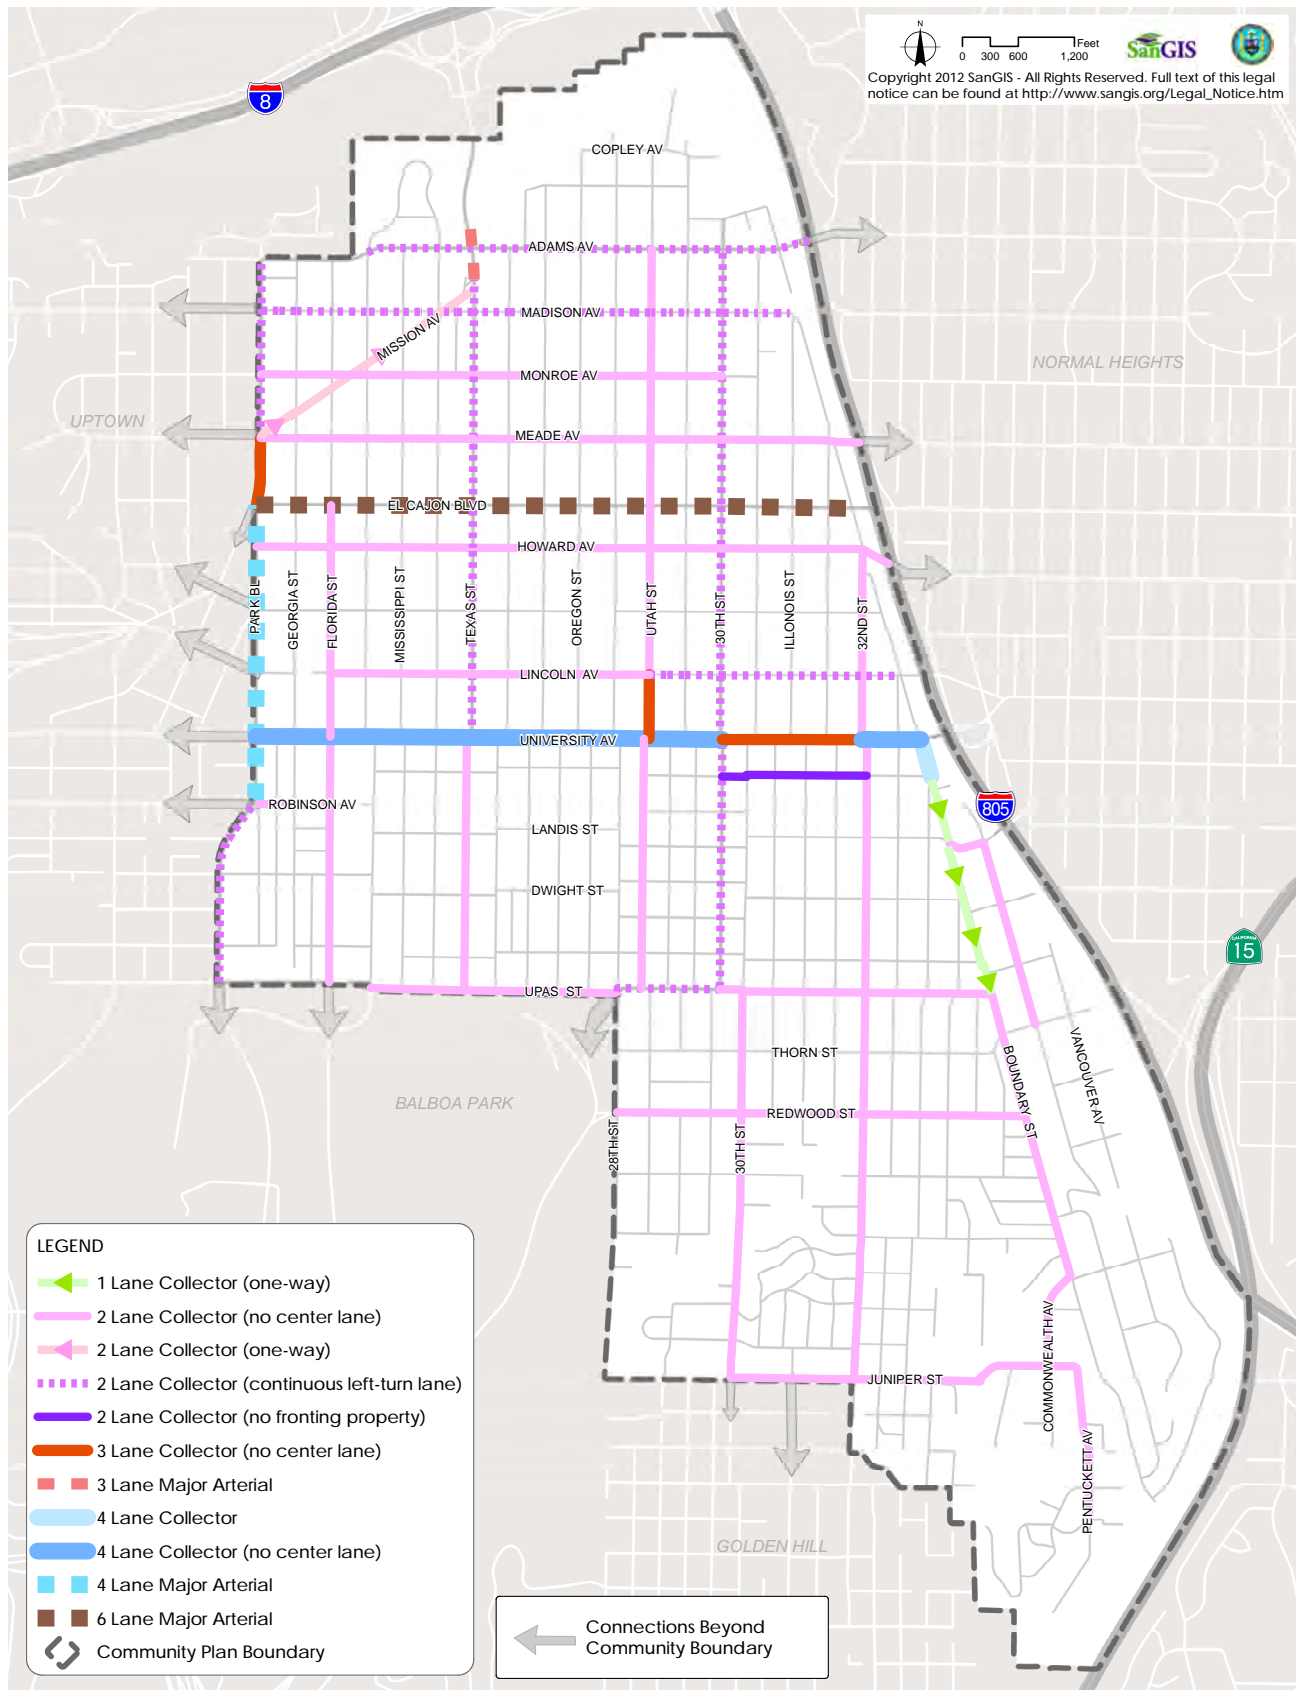 N
0 300 600 1,200 Feet
SanGIS
Copyright 2012 SanGIS - All Rights Reserved. Full text of this legal
notice can be found at http://www.sangis.org/Legal_Notice.htm
8
COPLEY AV
ADAMS AV
MADISON AV
MISSION AV
NORMAL HEIGHTS
MONROE AV
UPTOWN
MEADE AV
EL CAJON BLVD
HOWARD AV
PARK BL
GEORGIA ST
FLORIDA ST
MISSISSIPPI ST
TEXAS ST
OREGON ST
UTAH ST
30TH ST
ILLONOIS ST
32ND ST
LINCOLN AV
UNIVERSITY AV
ROBINSON AV
805
LANDIS ST
DWIGHT ST
CALIFORNIA
15
UPAS ST
THORN ST
BOUNDARY ST
VANCOUVER AV
BALBOA PARK
REDWOOD ST
28TH ST
30TH ST
JUNIPER ST
COMMONWEALTH AV
PENTUCKETT AV
GOLDEN HILL
LEGEND
1 Lane Collector (one-way)
2 Lane Collector (no center lane)
2 Lane Collector (one-way)
2 Lane Collector (continuous left-turn lane)
2 Lane Collector (no fronting property)
3 Lane Collector (no center lane)
3 Lane Major Arterial
4 Lane Collector
4 Lane Collector (no center lane)
4 Lane Major Arterial
6 Lane Major Arterial
Community Plan Boundary
Connections Beyond
Community Boundary